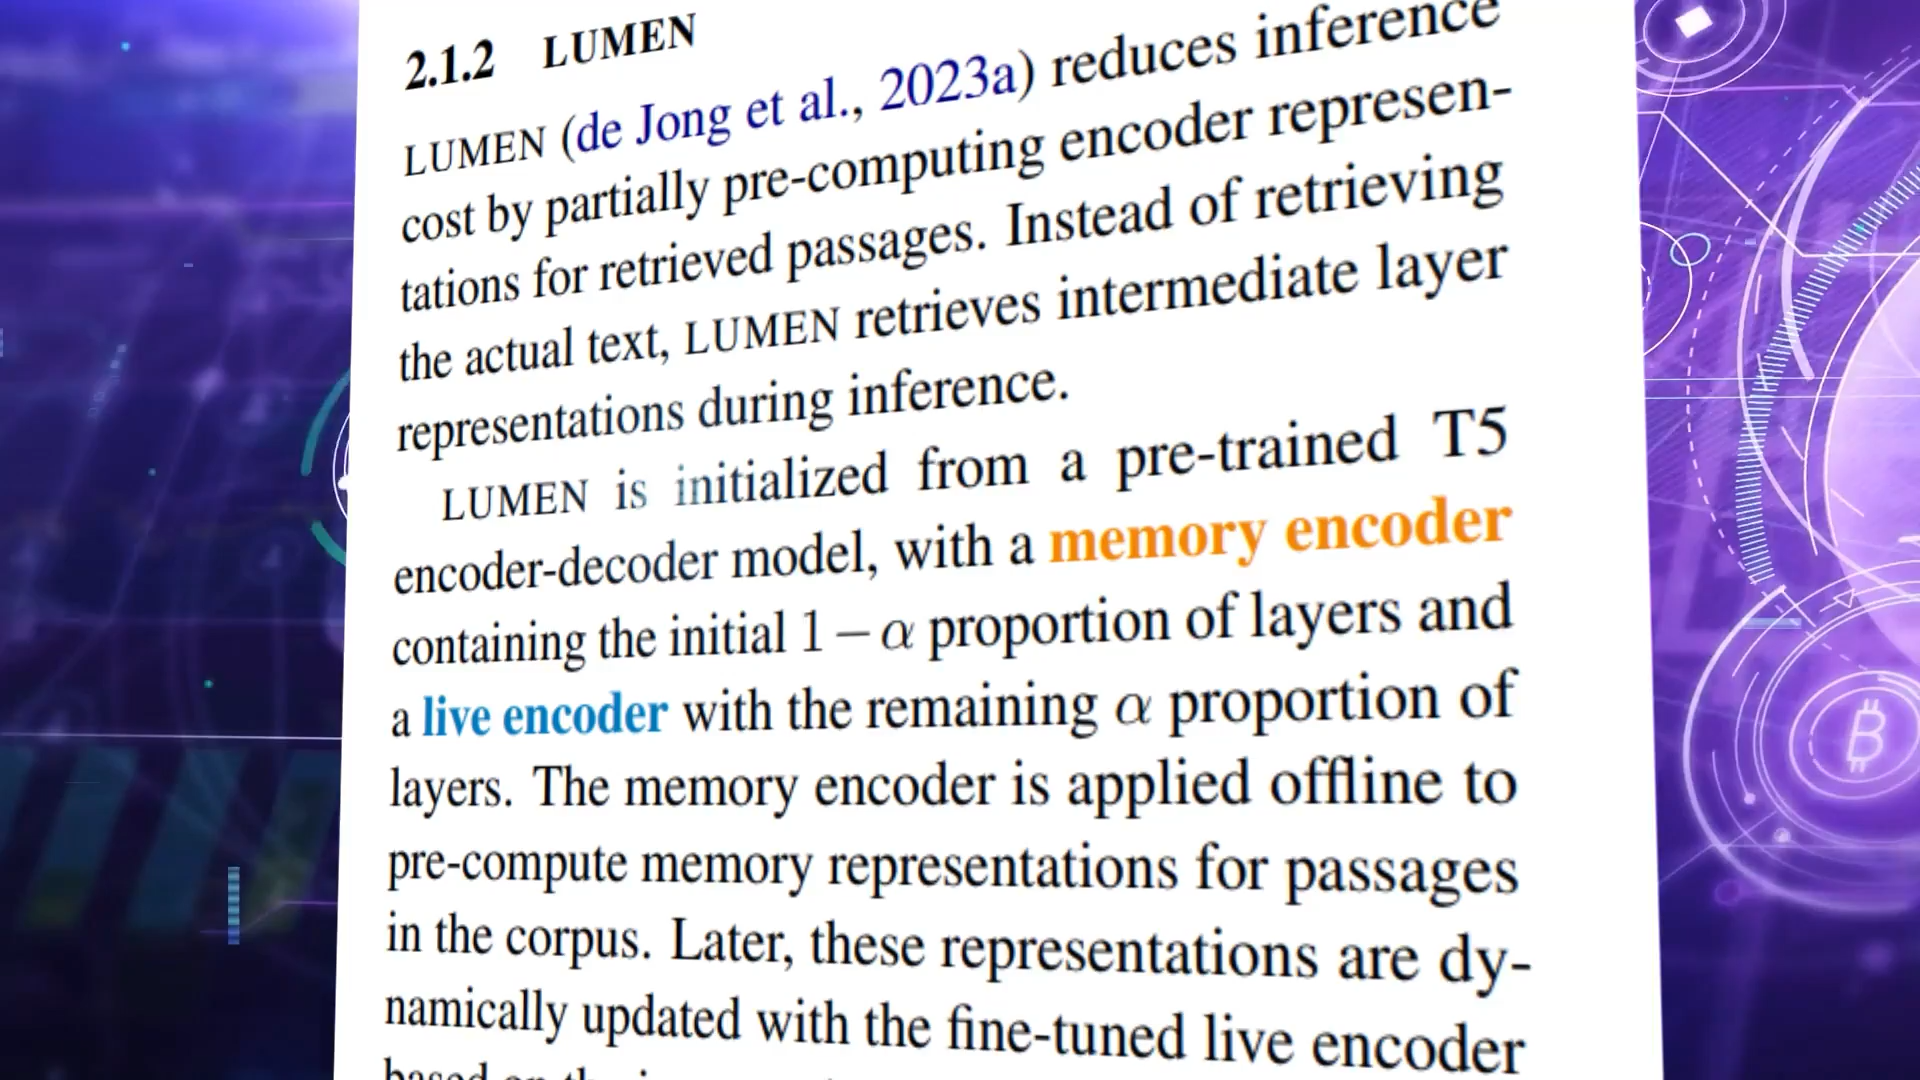 2.1.2 LUMEN
LUMEN (de Jong et al., 2023a) reduces inference
cost by partially pre-computing encoder represen-
tations for retrieved passages. Instead of retrieving
the actual text, LUMEN retrieves intermediate layer
representations during inference.
LUMEN is initialized from a pre-trained T5
encoder-decoder model, with a memory encoder
containing the initial 1 – α proportion of layers and
a live encoder with the remaining α proportion of
layers. The memory encoder is applied offline to
pre-compute memory representations for passages
in the corpus. Later, these representations are dy-
namically updated with the fine-tuned live encoder
based on the